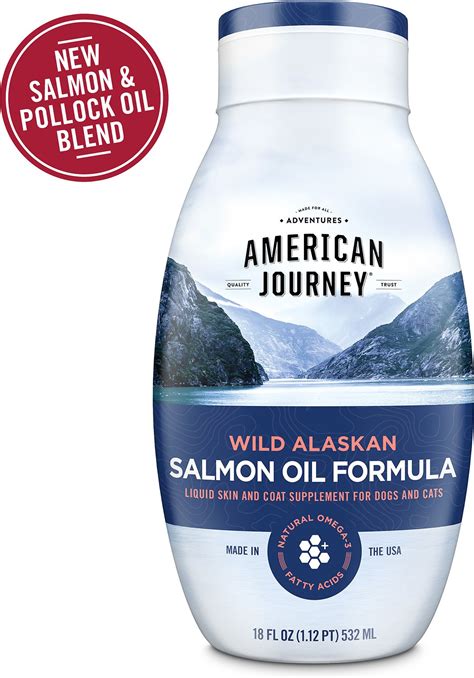 NEW
SALMON &
POLLOCK OIL
BLEND
MADE FOR ALL
• ADVENTURES •
AMERICAN
QUALITY JOURNEY® TRUST
WILD ALASKAN
SALMON OIL FORMULA
LIQUID SKIN AND COAT SUPPLEMENT FOR DOGS AND CATS
NATURAL OMEGA-3
MADE IN THE USA
FATTY ACIDS
18 FL OZ (1.12 PT) 532 ML